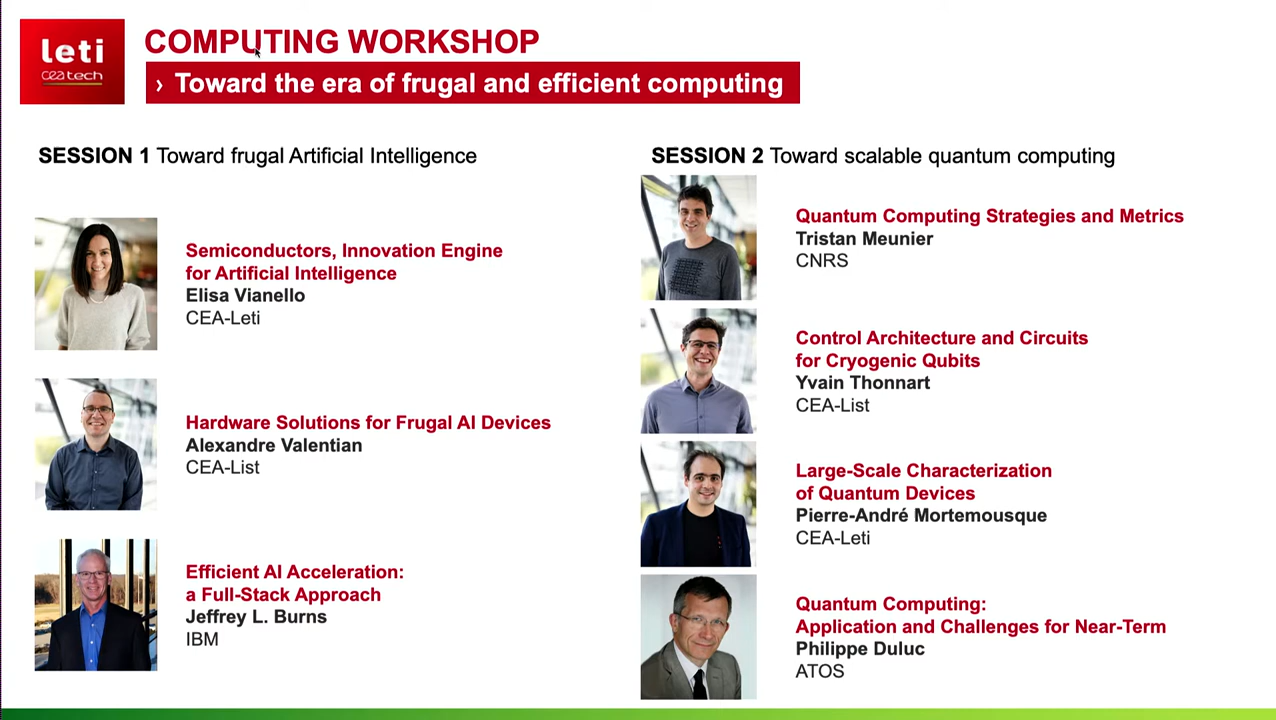 leti
cea tech
COMPUTING WORKSHOP
› Toward the era of frugal and efficient computing
SESSION 1 Toward frugal Artificial Intelligence
Semiconductors, Innovation Engine
for Artificial Intelligence
Elisa Vianello
CEA-Leti
Hardware Solutions for Frugal AI Devices
Alexandre Valentian
CEA-List
Efficient AI Acceleration:
a Full-Stack Approach
Jeffrey L. Burns
IBM
SESSION 2 Toward scalable quantum computing
Quantum Computing Strategies and Metrics
Tristan Meunier
CNRS
Control Architecture and Circuits
for Cryogenic Qubits
Yvain Thonnart
CEA-List
Large-Scale Characterization
of Quantum Devices
Pierre-André Mortemousque
CEA-Leti
Quantum Computing:
Application and Challenges for Near-Term
Philippe Duluc
ATOS